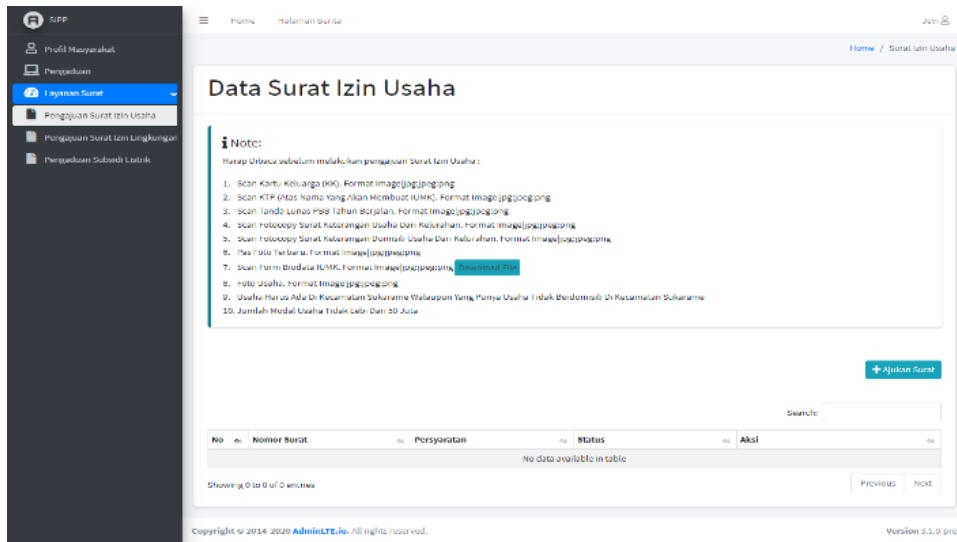 SIPP
Home Halaman Berita
Profil Masyarakat
Pengaduan
Layanan Surat
Pengajuan Surat Izin Usaha
Pengajuan Surat Izin Lingkungan
Pengaduan Subsidi Listrik
Home / Surat Izin Usaha
Data Surat Izin Usaha
Note:
Harap Dibaca sebelum melakukan pengajuan Surat Izin Usaha :
1. Scan Kartu Keluarga (KK). Format Image|jpg:jpeg:png
2. Scan KTP (Atas Nama Yang Akan Membuat IUMK). Format Image|jpg:jpeg:png
3. Scan Tanda Lunas PBB Tahun Berjalan. Format Image|jpg:jpeg:png
4. Scan Fotocopy Surat Keterangan Usaha Dari Kelurahan. Format Image|jpg:jpeg:png
5. Scan Fotocopy Surat Keterangan Domisili Usaha Dari Kelurahan. Format Image|jpg:jpeg:png
6. Pas Foto Terbaru. Format Image|jpg:jpeg:png
7. Scan Form Biodata IUMK. Format Image|jpg:jpeg:png Download File
8. Foto Usaha. Format Image|jpg:jpeg:png
9. Usaha Harus Ada Di Kecamatan Sukarame Walaupun Yang Punya Usaha Tidak Berdomisili Di Kecamatan Sukarame
10. Jumlah Modal Usaha Tidak Lebi Dari 50 Juta
Ajukan Surat
Search:
No Nomor Surat Persyaratan Status Aksi
No data available in table
Showing 0 to 0 of 0 entries
Previous Next
Copyright © 2014-2020 AdminLTE.io. All rights reserved.
Version 3.1.0-pre